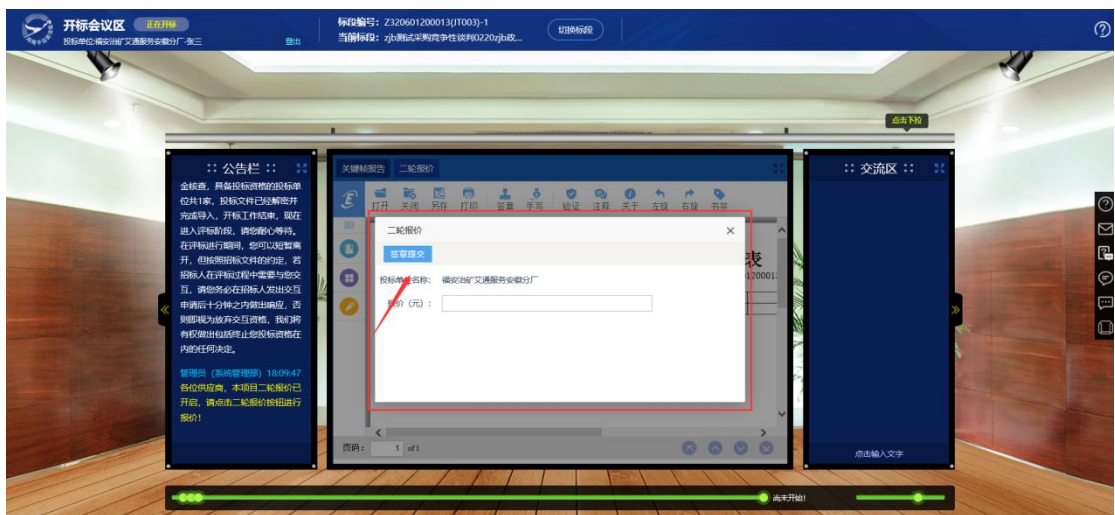 开标会议区 正在开标
投标单位:福安治矿艾通服务安徽分厂-张三 登出
标段编号：Z320601200013(JT003)-1
当前标段：zjb测试采购竞争性谈判0220zjb政...
切换标段
点击下拉
:: 公告栏 ::
金核查，具备投标资格的投标单
位共1家，投标文件已经解密并
完成导入，开标工作结束，现在
进入评标阶段，请您耐心等待。
在评标进行期间，您可以短暂离
开，但按照招标文件的约定，若
招标人在评标过程中需要与您交
互，请您务必在招标人发出交互
申请后十分钟之内做出响应，否
则即视为放弃交互资格，我们将
有权做出包括终止您投标资格在
内的任何决定。
管理员（系统管理部）18:09:47
各位供应商，本项目二轮报价已
开启，请点击二轮报价按钮进行
报价！
关键帧报告 二轮报价
打开 关闭 另存 打印 签章 手写 验证 注释 关于 左旋 右旋 书签
表
二轮报价
签章提交
投标单位名称： 福安治矿艾通服务安徽分厂
报价（元）：
页码： 1 of1
:: 交流区 ::
点击输入文字
尚未开始!